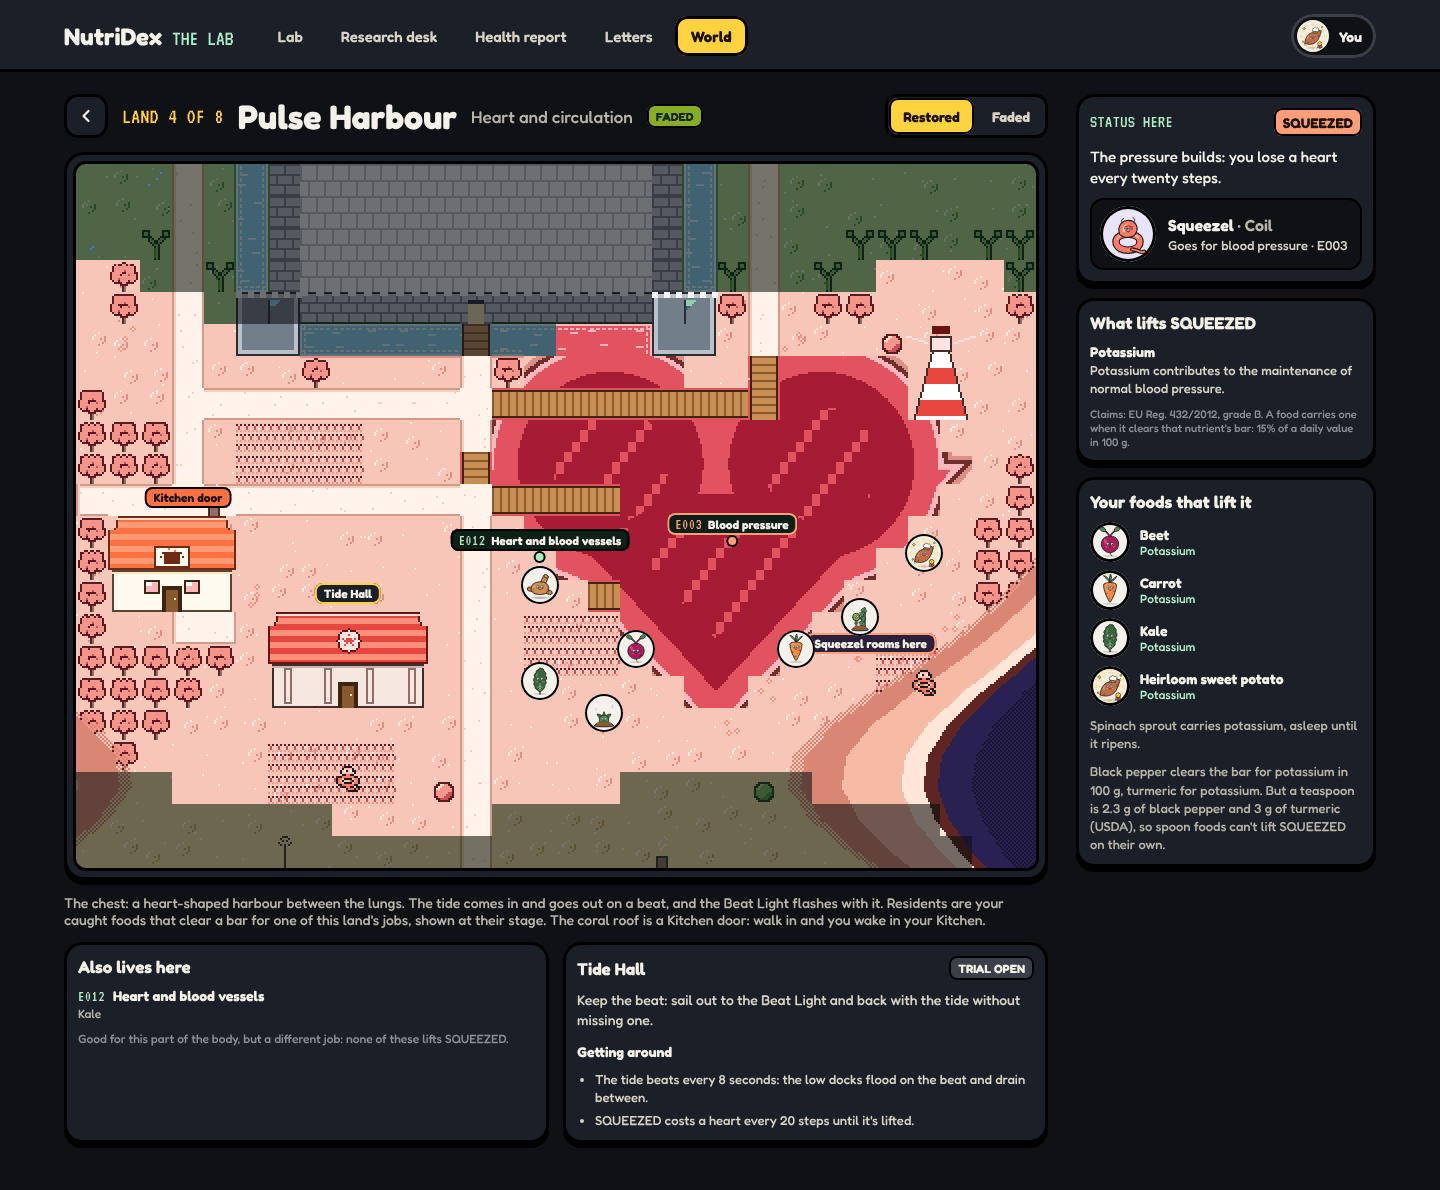 NutriDex THE LAB
Lab
Research desk
Health report
Letters
World
You
LAND 4 OF 8
Pulse Harbour
Heart and circulation
FADED
Restored
Faded
Kitchen door
E012 Heart and blood vessels
E003 Blood pressure
Tide Hall
Squeezel rooms here
The chest: a heart-shaped harbour between the lungs. The tide comes in and goes out on a beat, and the Beat Light flashes with it. Residents are your
caught foods that clear a bar for one of this land's jobs, shown at their stage. The coral roof is a Kitchen door: walk in and you wake in your Kitchen.
Also lives here
E012 Heart and blood vessels
Kale
Good for this part of the body, but a different job: none of these lifts SQUEEZED.
Tide Hall
TRIAL OPEN
Keep the beat: sail out to the Beat Light and back with the tide without
missing one.
Getting around
• The tide beats every 8 seconds: the low docks flood on the beat and drain
between.
• SQUEEZED costs a heart every 20 steps until it's lifted.
STATUS HERE
SQUEEZED
The pressure builds: you lose a heart
every twenty steps.
Squeezel · Coil
Goes for blood pressure · E003
What lifts SQUEEZED
Potassium
Potassium contributes to the maintenance of
normal blood pressure.
Claims: EU Reg. 432/2012, grade B. A food carries one
when it clears that nutrient's bar: 15% of a daily value
in 100 g.
Your foods that lift it
Beet
Potassium
Carrot
Potassium
Kale
Potassium
Heirloom sweet potato
Potassium
Spinach sprout carries potassium, asleep until
it ripens.
Black pepper clears the bar for potassium in
100 g, turmeric for potassium. But a teaspoon
is 2.3 g of black pepper and 3 g of turmeric
(USDA), so spoon foods can't lift SQUEEZED
on their own.